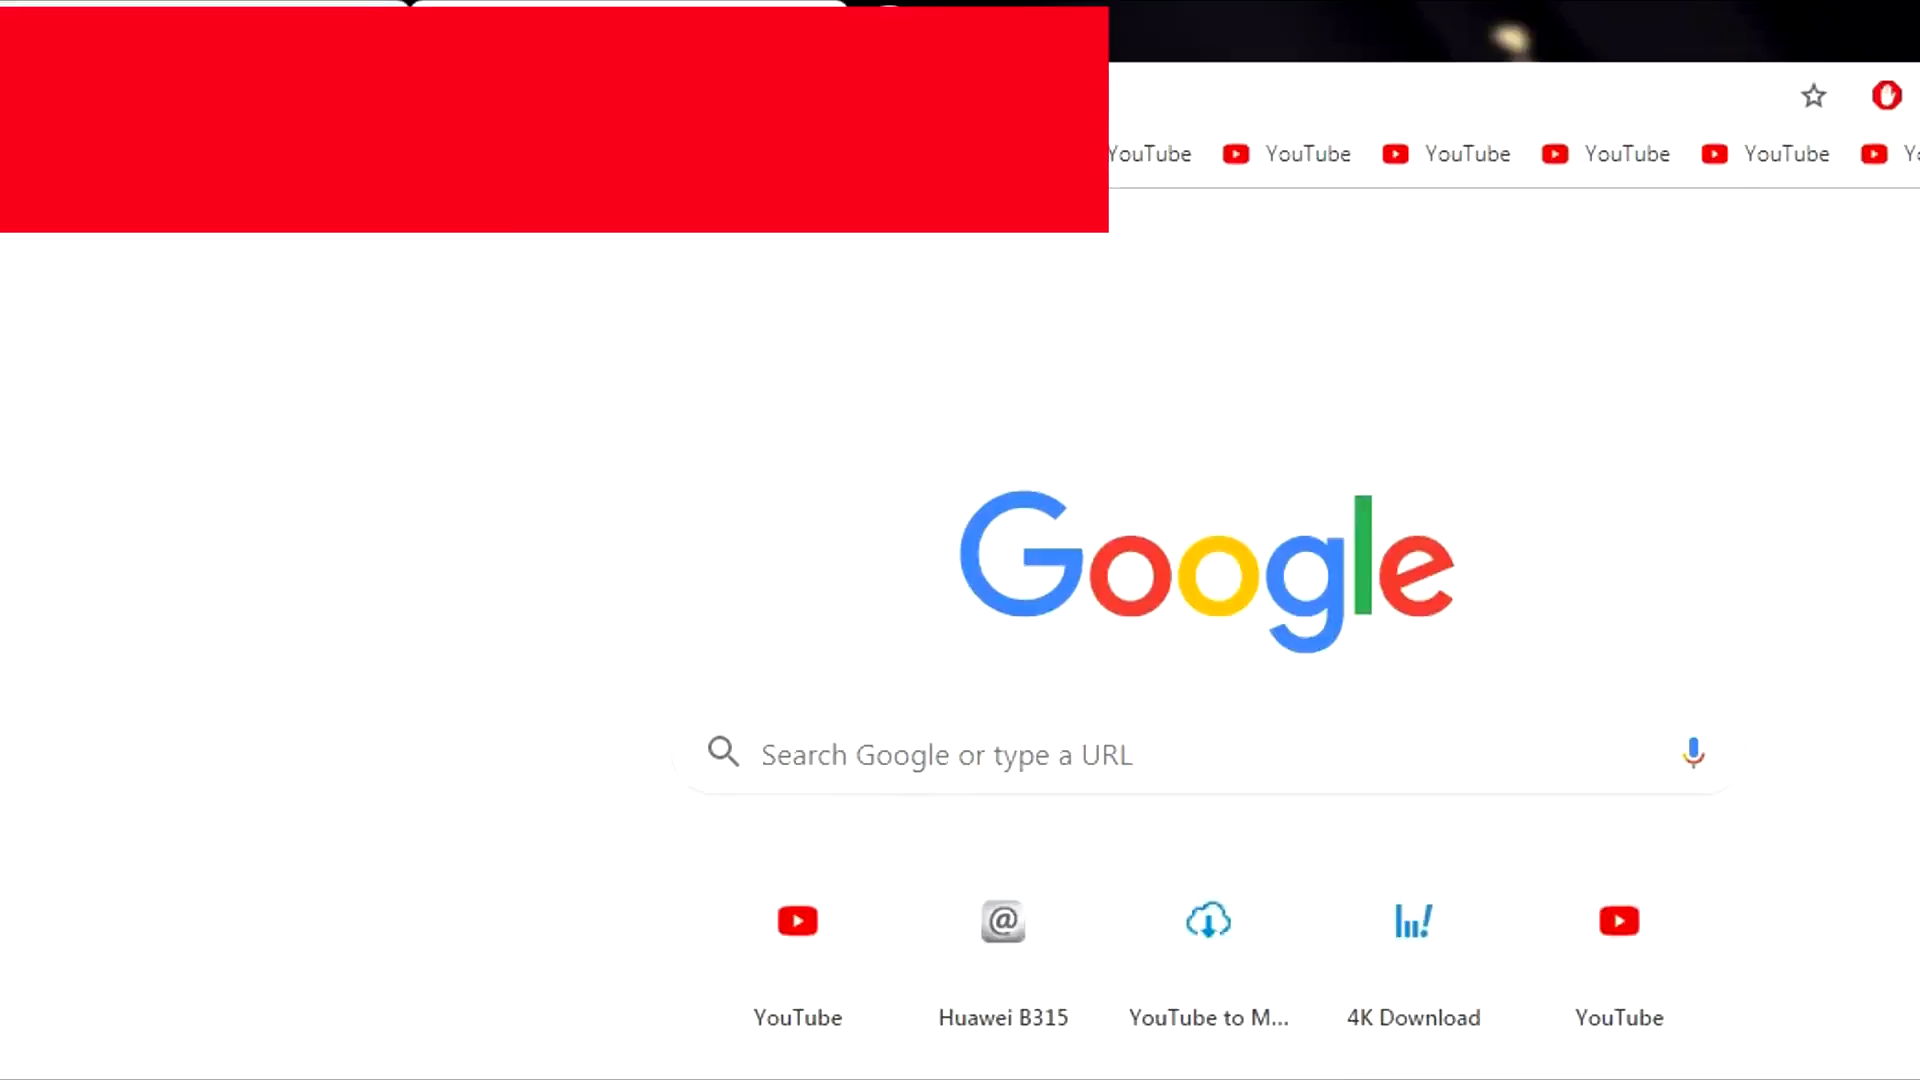 YouTube YouTube YouTube YouTube YouTube
Google
Search Google or type a URL
YouTube Huawei B315 YouTube to M... 4K Download YouTube